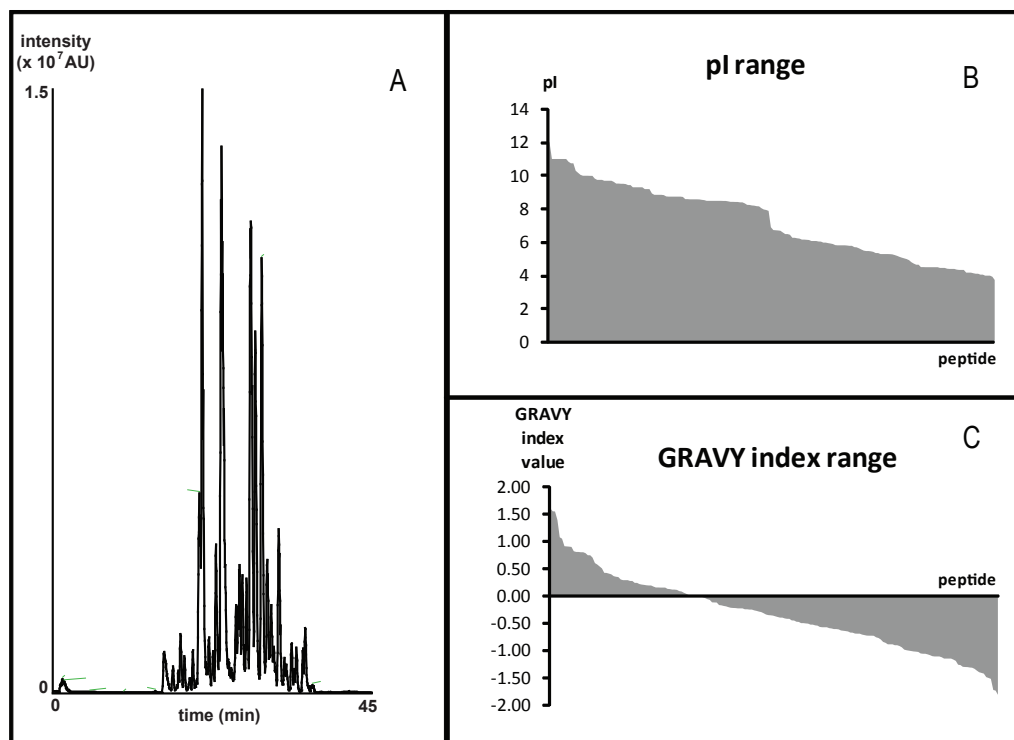 intensity
(x 10⁷ AU)
A
1.5
0
0
45
time (min)
B
pI range
pI
14
12
10
8
6
4
2
0
peptide
C
GRAVY
index
value
GRAVY index range
2.00
1.50
1.00
0.50
0.00
-0.50
-1.00
-1.50
-2.00
peptide